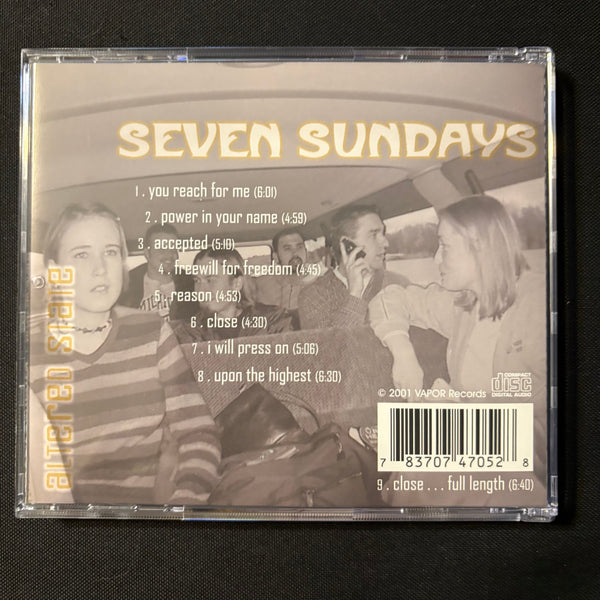 SEVEN SUNDAYS
1 . you reach for me (6:01)
2 . power in your name (4:59)
3 . accepted (5:10)
4 . freewill for freedom (4:45)
5 . reason (4:53)
6 . close (4:30)
7 . i will press on (5:06)
8 . upon the highest (6:30)
altered state
COMPACT
disc
DIGITAL AUDIO
© 2001 VAPOR Records
7 83707 47052 8
9 . close . . . full length (6:40)